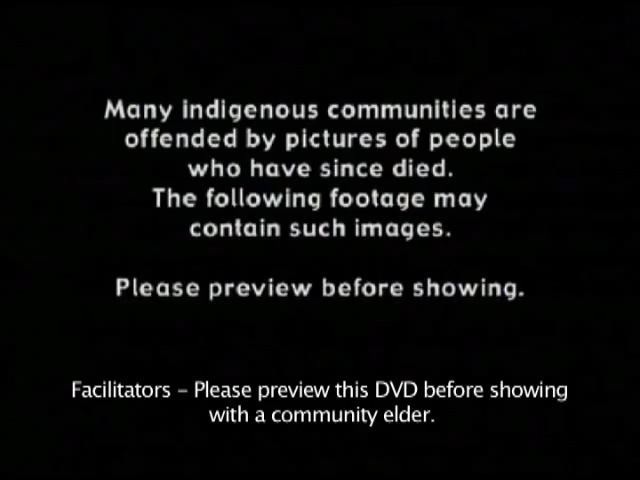 Many indigenous communities are
offended by pictures of people
who have since died.
The following footage may
contain such images.
Please preview before showing.
Facilitators – Please preview this DVD before showing
with a community elder.